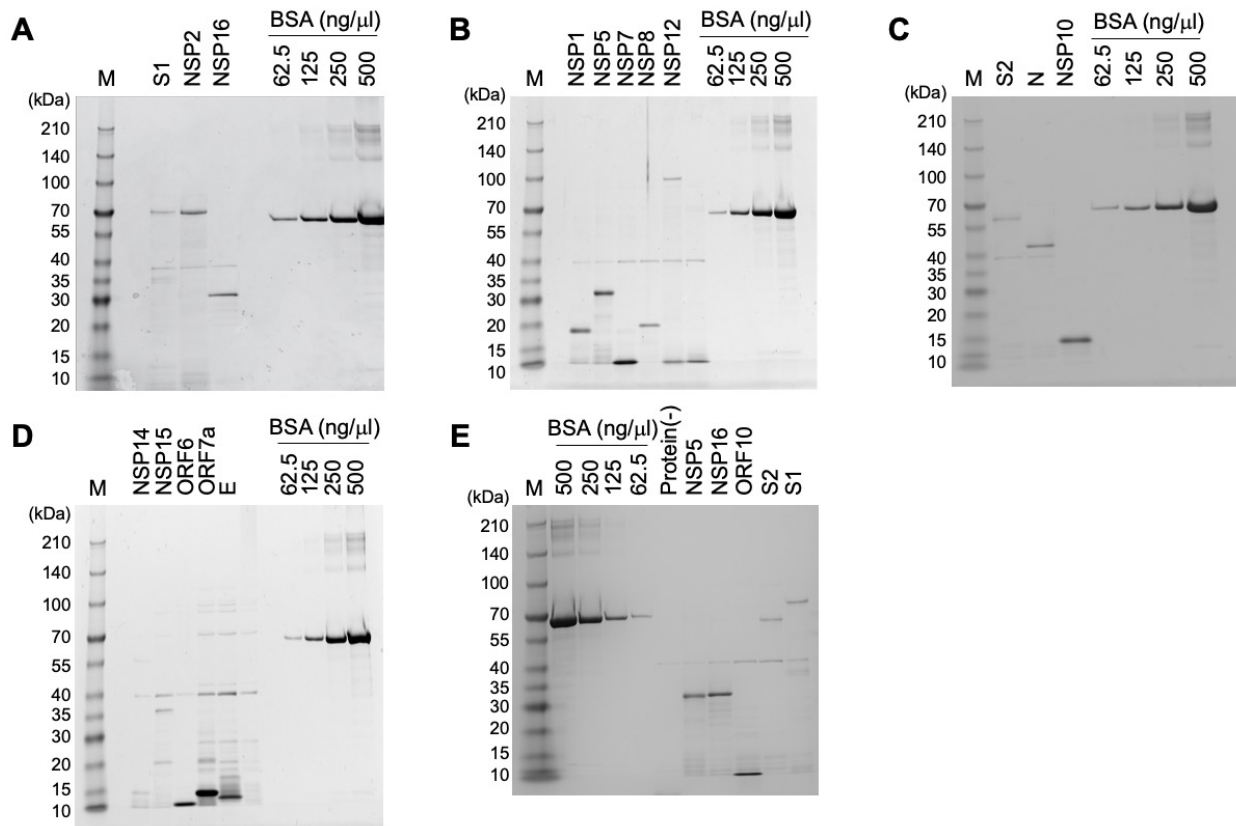 A
M
S1
NSP2
NSP16
BSA (ng/μl)
62.5
125
250
500
(kDa)
210
140
100
70
55
40
35
30
20
15
10
B
M
NSP1
NSP5
NSP7
NSP8
NSP12
BSA (ng/μl)
62.5
125
250
500
(kDa)
210
140
100
70
55
40
35
30
20
15
10
C
M
S2
N
NSP10
BSA (ng/μl)
62.5
125
250
500
(kDa)
210
140
100
70
55
40
35
30
20
15
10
D
M
NSP14
NSP15
ORF6
ORF7a
E
BSA (ng/μl)
62.5
125
250
500
(kDa)
210
140
100
70
55
40
35
30
20
15
10
E
M
BSA (ng/μl)
500
250
125
62.5
Protein(-)
NSP5
NSP16
ORF10
S2
S1
(kDa)
210
140
100
70
55
40
35
30
20
15
10